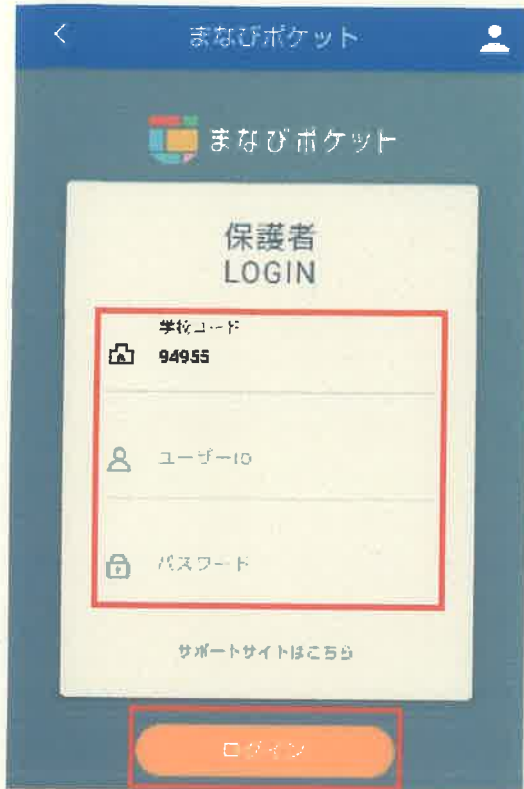 まなびポケット
まなびポケット
保護者
LOGIN
学校コード
94955
ユーザーID
パスワード
サポートサイトはこちら
ログイン